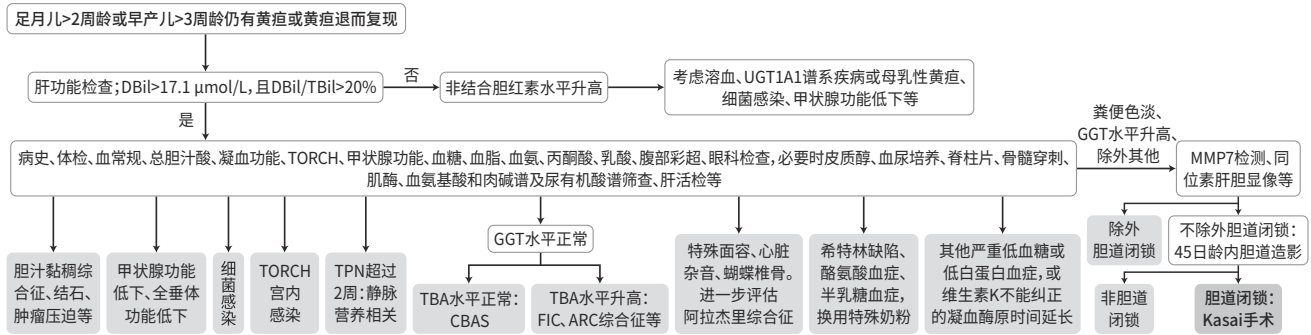 足月儿>2周龄或早产儿>3周龄仍有黄疸或黄疸退而复现
肝功能检查;DBil>17.1 μmol/L,且DBil/TBil>20%
否
非结合胆红素水平升高
考虑溶血、UGT1A1谱系疾病或母乳性黄疸、
细菌感染、甲状腺功能低下等
是
粪便色淡、
GGT水平升高、
除外其他
病史、体检、血常规、总胆汁酸、凝血功能、TORCH、甲状腺功能、血糖、血脂、血氨、丙酮酸、乳酸、腹部彩超、眼科检查,必要时皮质醇、血尿培养、脊柱片、骨髓穿刺、
肌酶、血氨基酸和肉碱谱及尿有机酸谱筛查、肝活检等
MMP7检测、同
位素肝胆显像等
胆汁黏稠综
合征、结石、
肿瘤压迫等
甲状腺功能
低下、全垂体
功能低下
细菌感染
TORCH
宫内
感染
TPN超过
2周:静脉
营养相关
GGT水平正常
TBA水平正常:
CBAS
TBA水平升高:
FIC、ARC综合征等
特殊面容、心脏
杂音、蝴蝶椎骨。
进一步评估
阿拉杰里综合征
希特林缺陷、
酪氨酸血症、
半乳糖血症,
换用特殊奶粉
其他严重低血糖或
低白蛋白血症,或
维生素K不能纠正
的凝血酶原时间延长
除外
胆道闭锁
不除外胆道闭锁:
45日龄内胆道造影
非胆道
闭锁
胆道闭锁:
Kasai手术